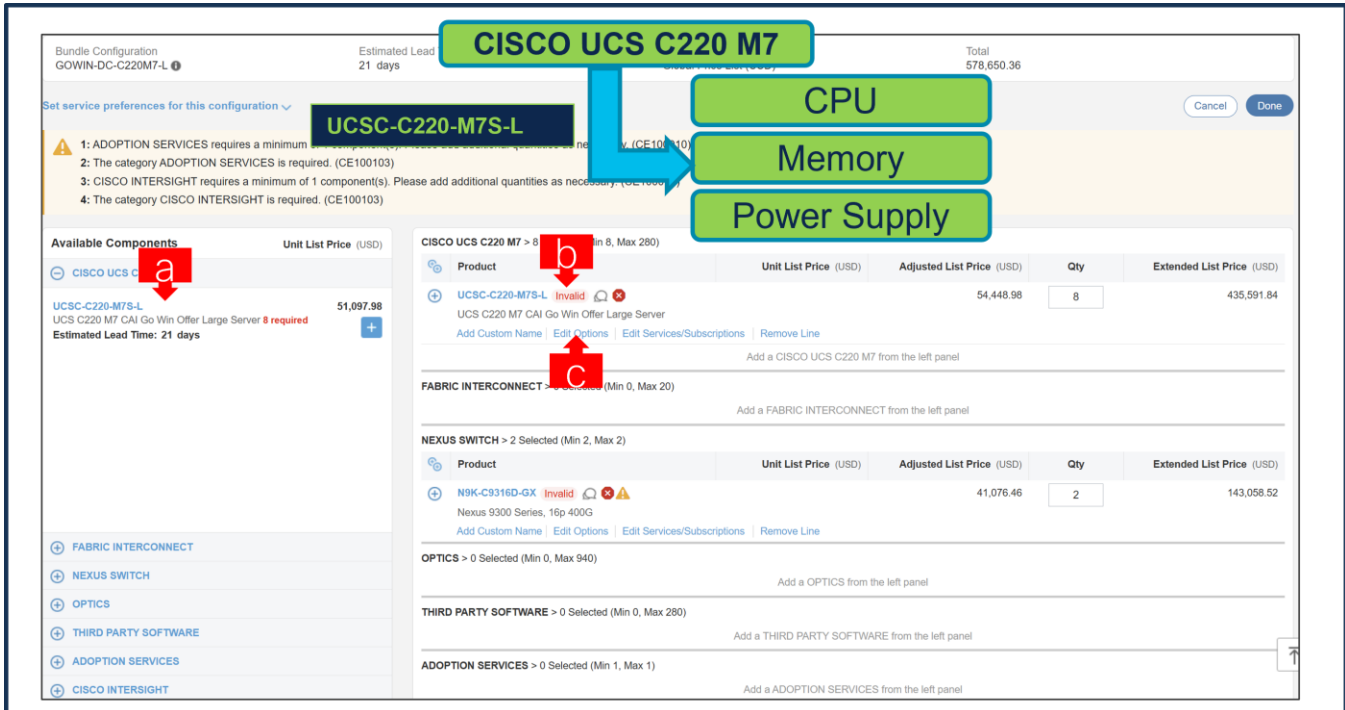 CISCO UCS C220 M7
Bundle Configuration
GOWIN-DC-C220M7-L
Estimated Lead
21 days
Total
578,650.36
CPU
Memory
Power Supply
Set service preferences for this configuration
UCSC-C220-M7S-L
Cancel
Done
1: ADOPTION SERVICES requires a minimum
2: The category ADOPTION SERVICES is required. (CE100103)
3: CISCO INTERSIGHT requires a minimum of 1 component(s). Please add additional quantities as necessary.
4: The category CISCO INTERSIGHT is required. (CE100103)
Available Components
Unit List Price (USD)
a
CISCO UCS C
UCSC-C220-M7S-L
51,097.98
UCS C220 M7 CAI Go Win Offer Large Server 8 required
Estimated Lead Time: 21 days
FABRIC INTERCONNECT
NEXUS SWITCH
OPTICS
THIRD PARTY SOFTWARE
ADOPTION SERVICES
CISCO INTERSIGHT
CISCO UCS C220 M7 > 8 Min 8, Max 280)
b
Product
Unit List Price (USD)
Adjusted List Price (USD)
Qty
Extended List Price (USD)
UCSC-C220-M7S-L Invalid
54,448.98
8
435,591.84
UCS C220 M7 CAI Go Win Offer Large Server
Add Custom Name Edit Options Edit Services/Subscriptions Remove Line
c
Add a CISCO UCS C220 M7 from the left panel
FABRIC INTERCONNECT > 0 Selected (Min 0, Max 20)
Add a FABRIC INTERCONNECT from the left panel
NEXUS SWITCH > 2 Selected (Min 2, Max 2)
Product
Unit List Price (USD)
Adjusted List Price (USD)
Qty
Extended List Price (USD)
N9K-C9316D-GX Invalid
41,076.46
2
143,058.52
Nexus 9300 Series, 16p 400G
Add Custom Name Edit Options Edit Services/Subscriptions Remove Line
OPTICS > 0 Selected (Min 0, Max 940)
Add a OPTICS from the left panel
THIRD PARTY SOFTWARE > 0 Selected (Min 0, Max 280)
Add a THIRD PARTY SOFTWARE from the left panel
ADOPTION SERVICES > 0 Selected (Min 1, Max 1)
Add a ADOPTION SERVICES from the left panel